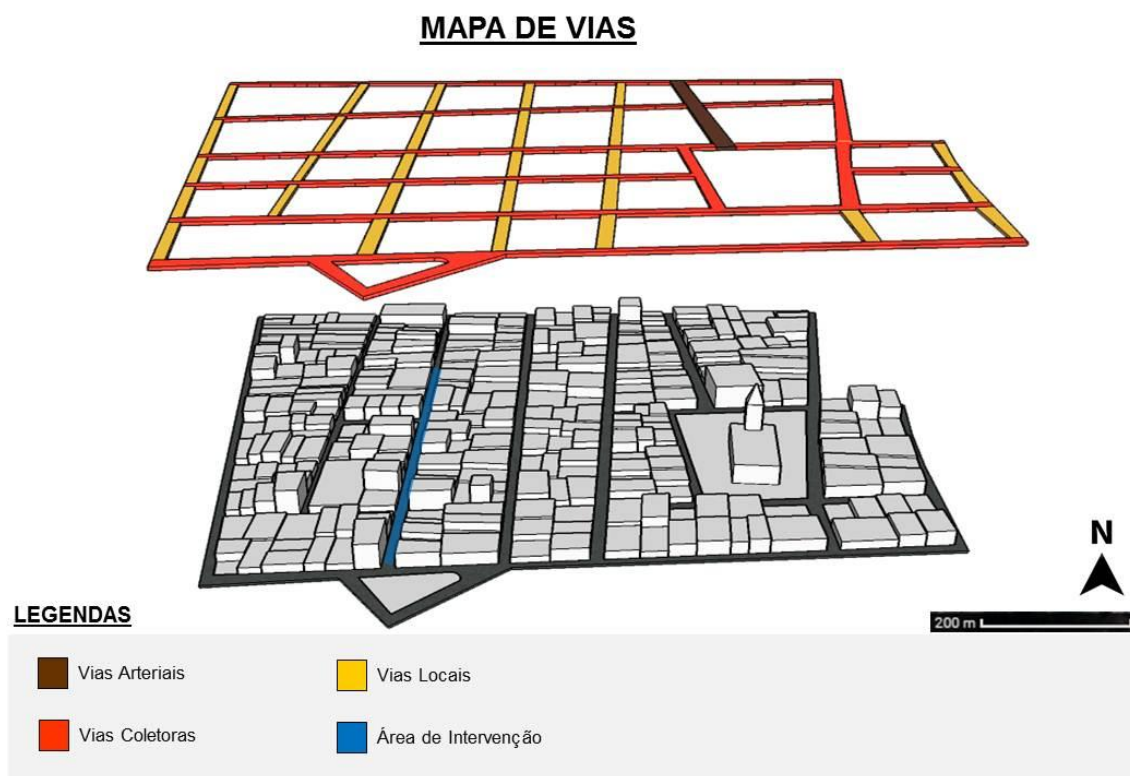 MAPA DE VIAS
N
200 m
LEGENDAS
Vias Arteriais
Vias Locais
Vias Coletoras
Área de Intervenção